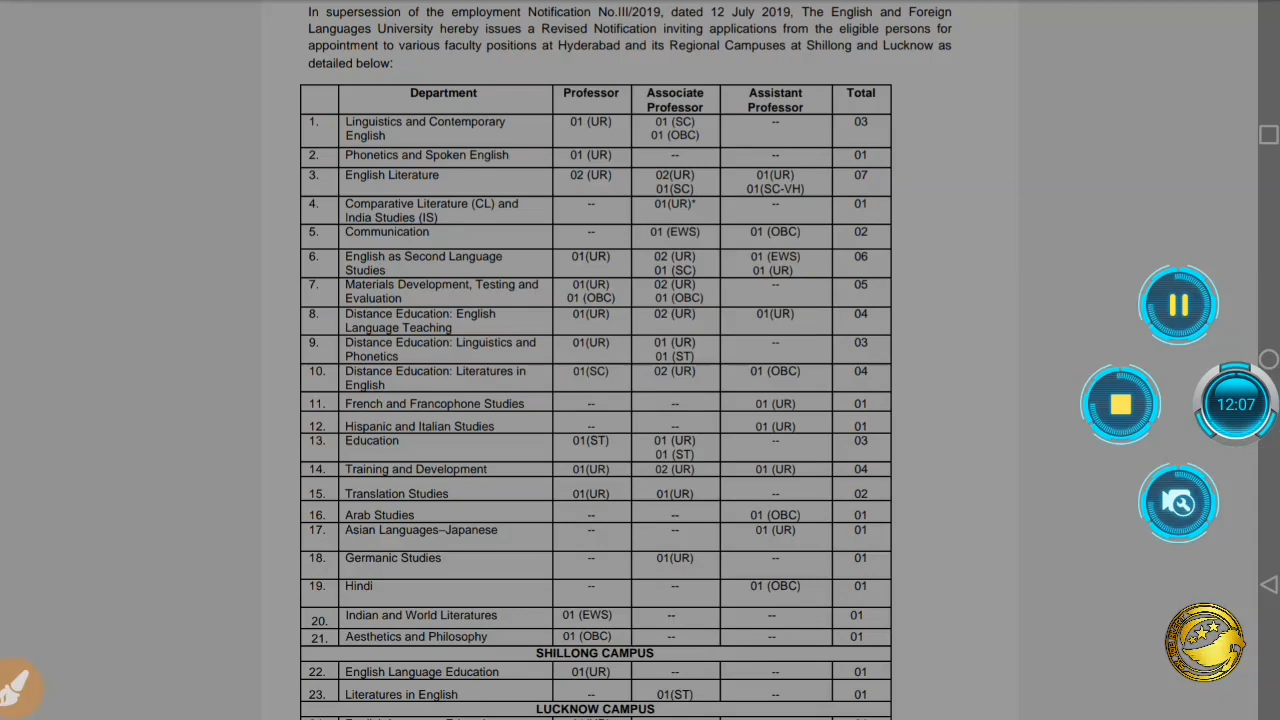 In supersession of the employment Notification No.III/2019, dated 12 July 2019, The English and Foreign
Languages University hereby issues a Revised Notification inviting applications from the eligible persons for
appointment to various faculty positions at Hyderabad and its Regional Campuses at Shillong and Lucknow as
detailed below:
Department Professor Associate Professor Assistant Professor Total
1. Linguistics and Contemporary English 01 (UR) 01 (SC) 01 (OBC) -- 03
2. Phonetics and Spoken English 01 (UR) -- -- 01
3. English Literature 02 (UR) 02(UR) 01(SC) 01(UR) 01(SC-VH) 07
4. Comparative Literature (CL) and India Studies (IS) -- 01(UR)* -- 01
5. Communication -- 01 (EWS) 01 (OBC) 02
6. English as Second Language Studies 01(UR) 02 (UR) 01 (SC) 01 (EWS) 01 (UR) 06
7. Materials Development, Testing and Evaluation 01(UR) 01 (OBC) 02 (UR) 01 (OBC) -- 05
8. Distance Education: English Language Teaching 01(UR) 02 (UR) 01(UR) 04
9. Distance Education: Linguistics and Phonetics 01(UR) 01 (UR) 01 (ST) -- 03
10. Distance Education: Literatures in English 01(SC) 02 (UR) 01 (OBC) 04
11. French and Francophone Studies -- -- 01 (UR) 01
12. Hispanic and Italian Studies -- -- 01 (UR) 01
13. Education 01(ST) 01 (UR) 01 (ST) -- 03
14. Training and Development 01(UR) 02 (UR) 01 (UR) 04
15. Translation Studies 01(UR) 01(UR) -- 02
16. Arab Studies -- -- 01 (OBC) 01
17. Asian Languages–Japanese -- -- 01 (UR) 01
18. Germanic Studies -- 01(UR) -- 01
19. Hindi -- -- 01 (OBC) 01
20. Indian and World Literatures 01 (EWS) -- -- 01
21. Aesthetics and Philosophy 01 (OBC) -- -- 01
SHILLONG CAMPUS
22. English Language Education 01(UR) -- -- 01
23. Literatures in English -- 01(ST) -- 01
LUCKNOW CAMPUS
12:07